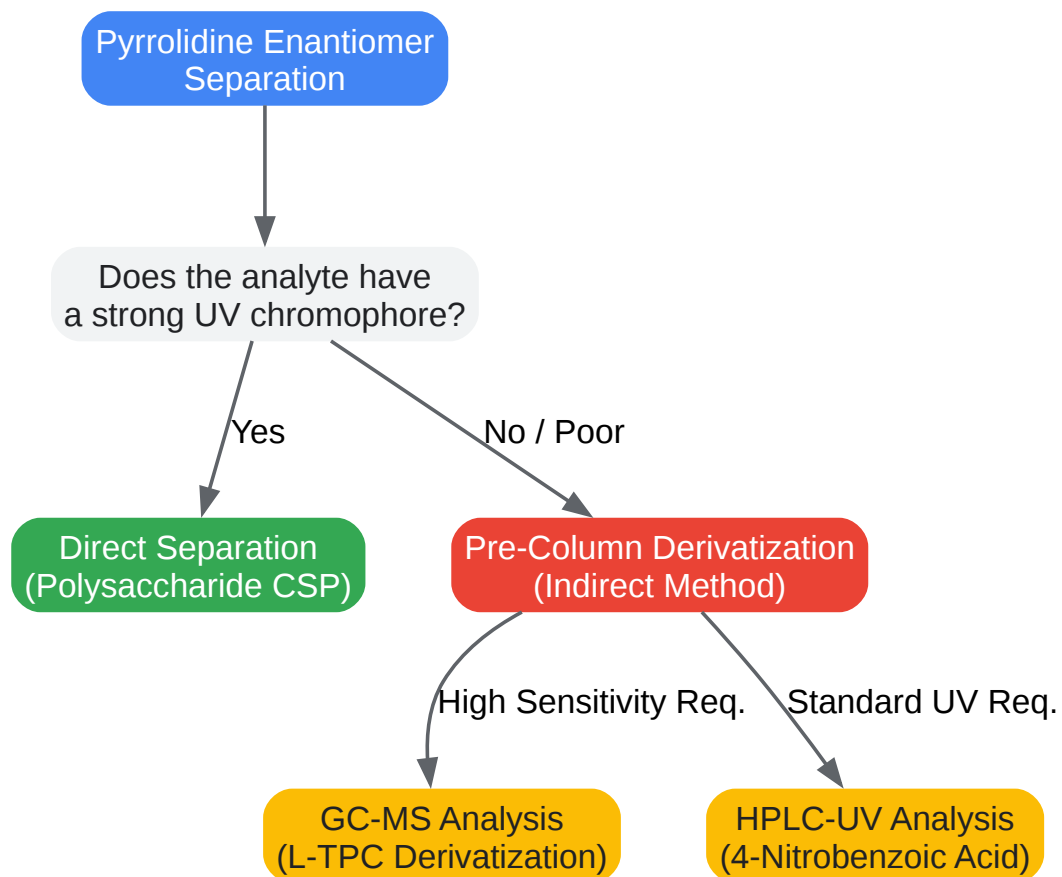 Pyrrolidine Enantiomer
Separation
Does the analyte have
a strong UV chromophore?
Yes
No / Poor
Direct Separation
(Polysaccharide CSP)
Pre-Column Derivatization
(Indirect Method)
High Sensitivity Req.
Standard UV Req.
GC-MS Analysis
(L-TPC Derivatization)
HPLC-UV Analysis
(4-Nitrobenzoic Acid)